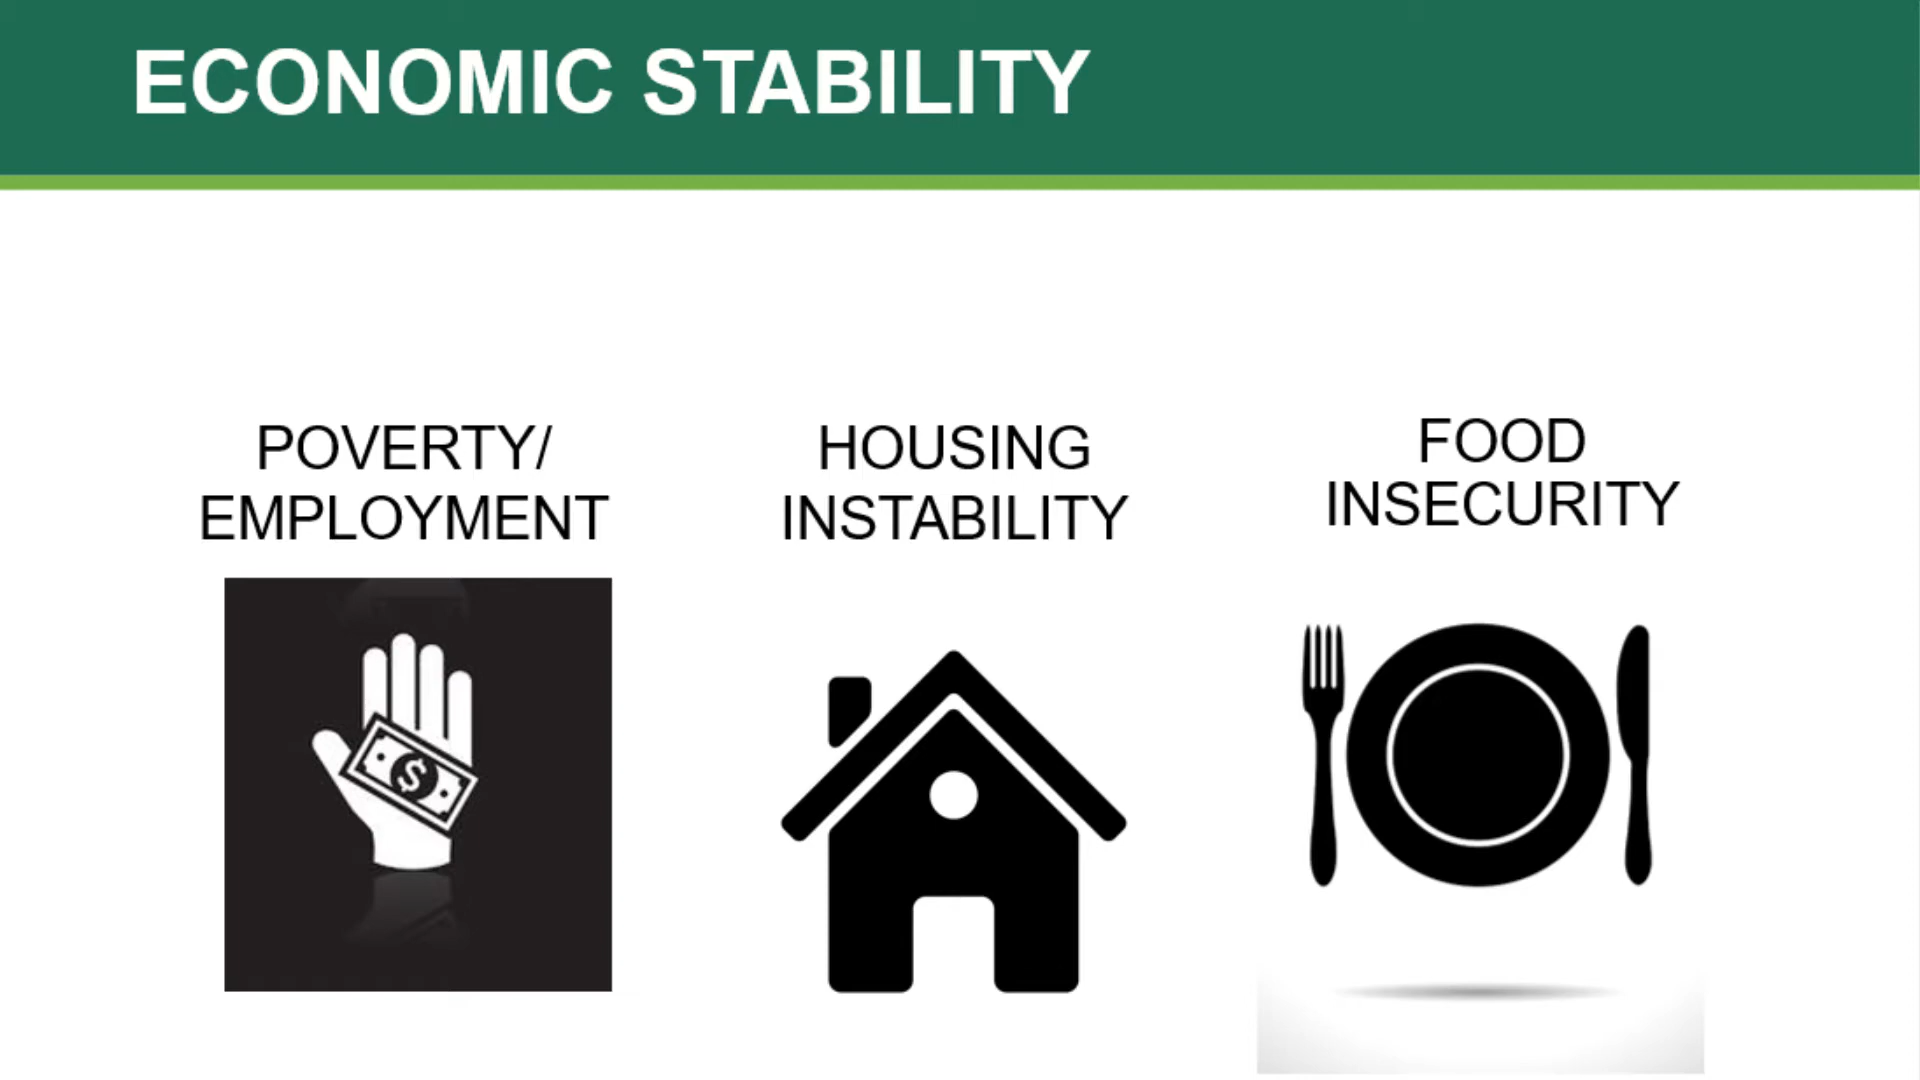 ECONOMIC STABILITY
POVERTY/
EMPLOYMENT
HOUSING
INSTABILITY
FOOD
INSECURITY
$